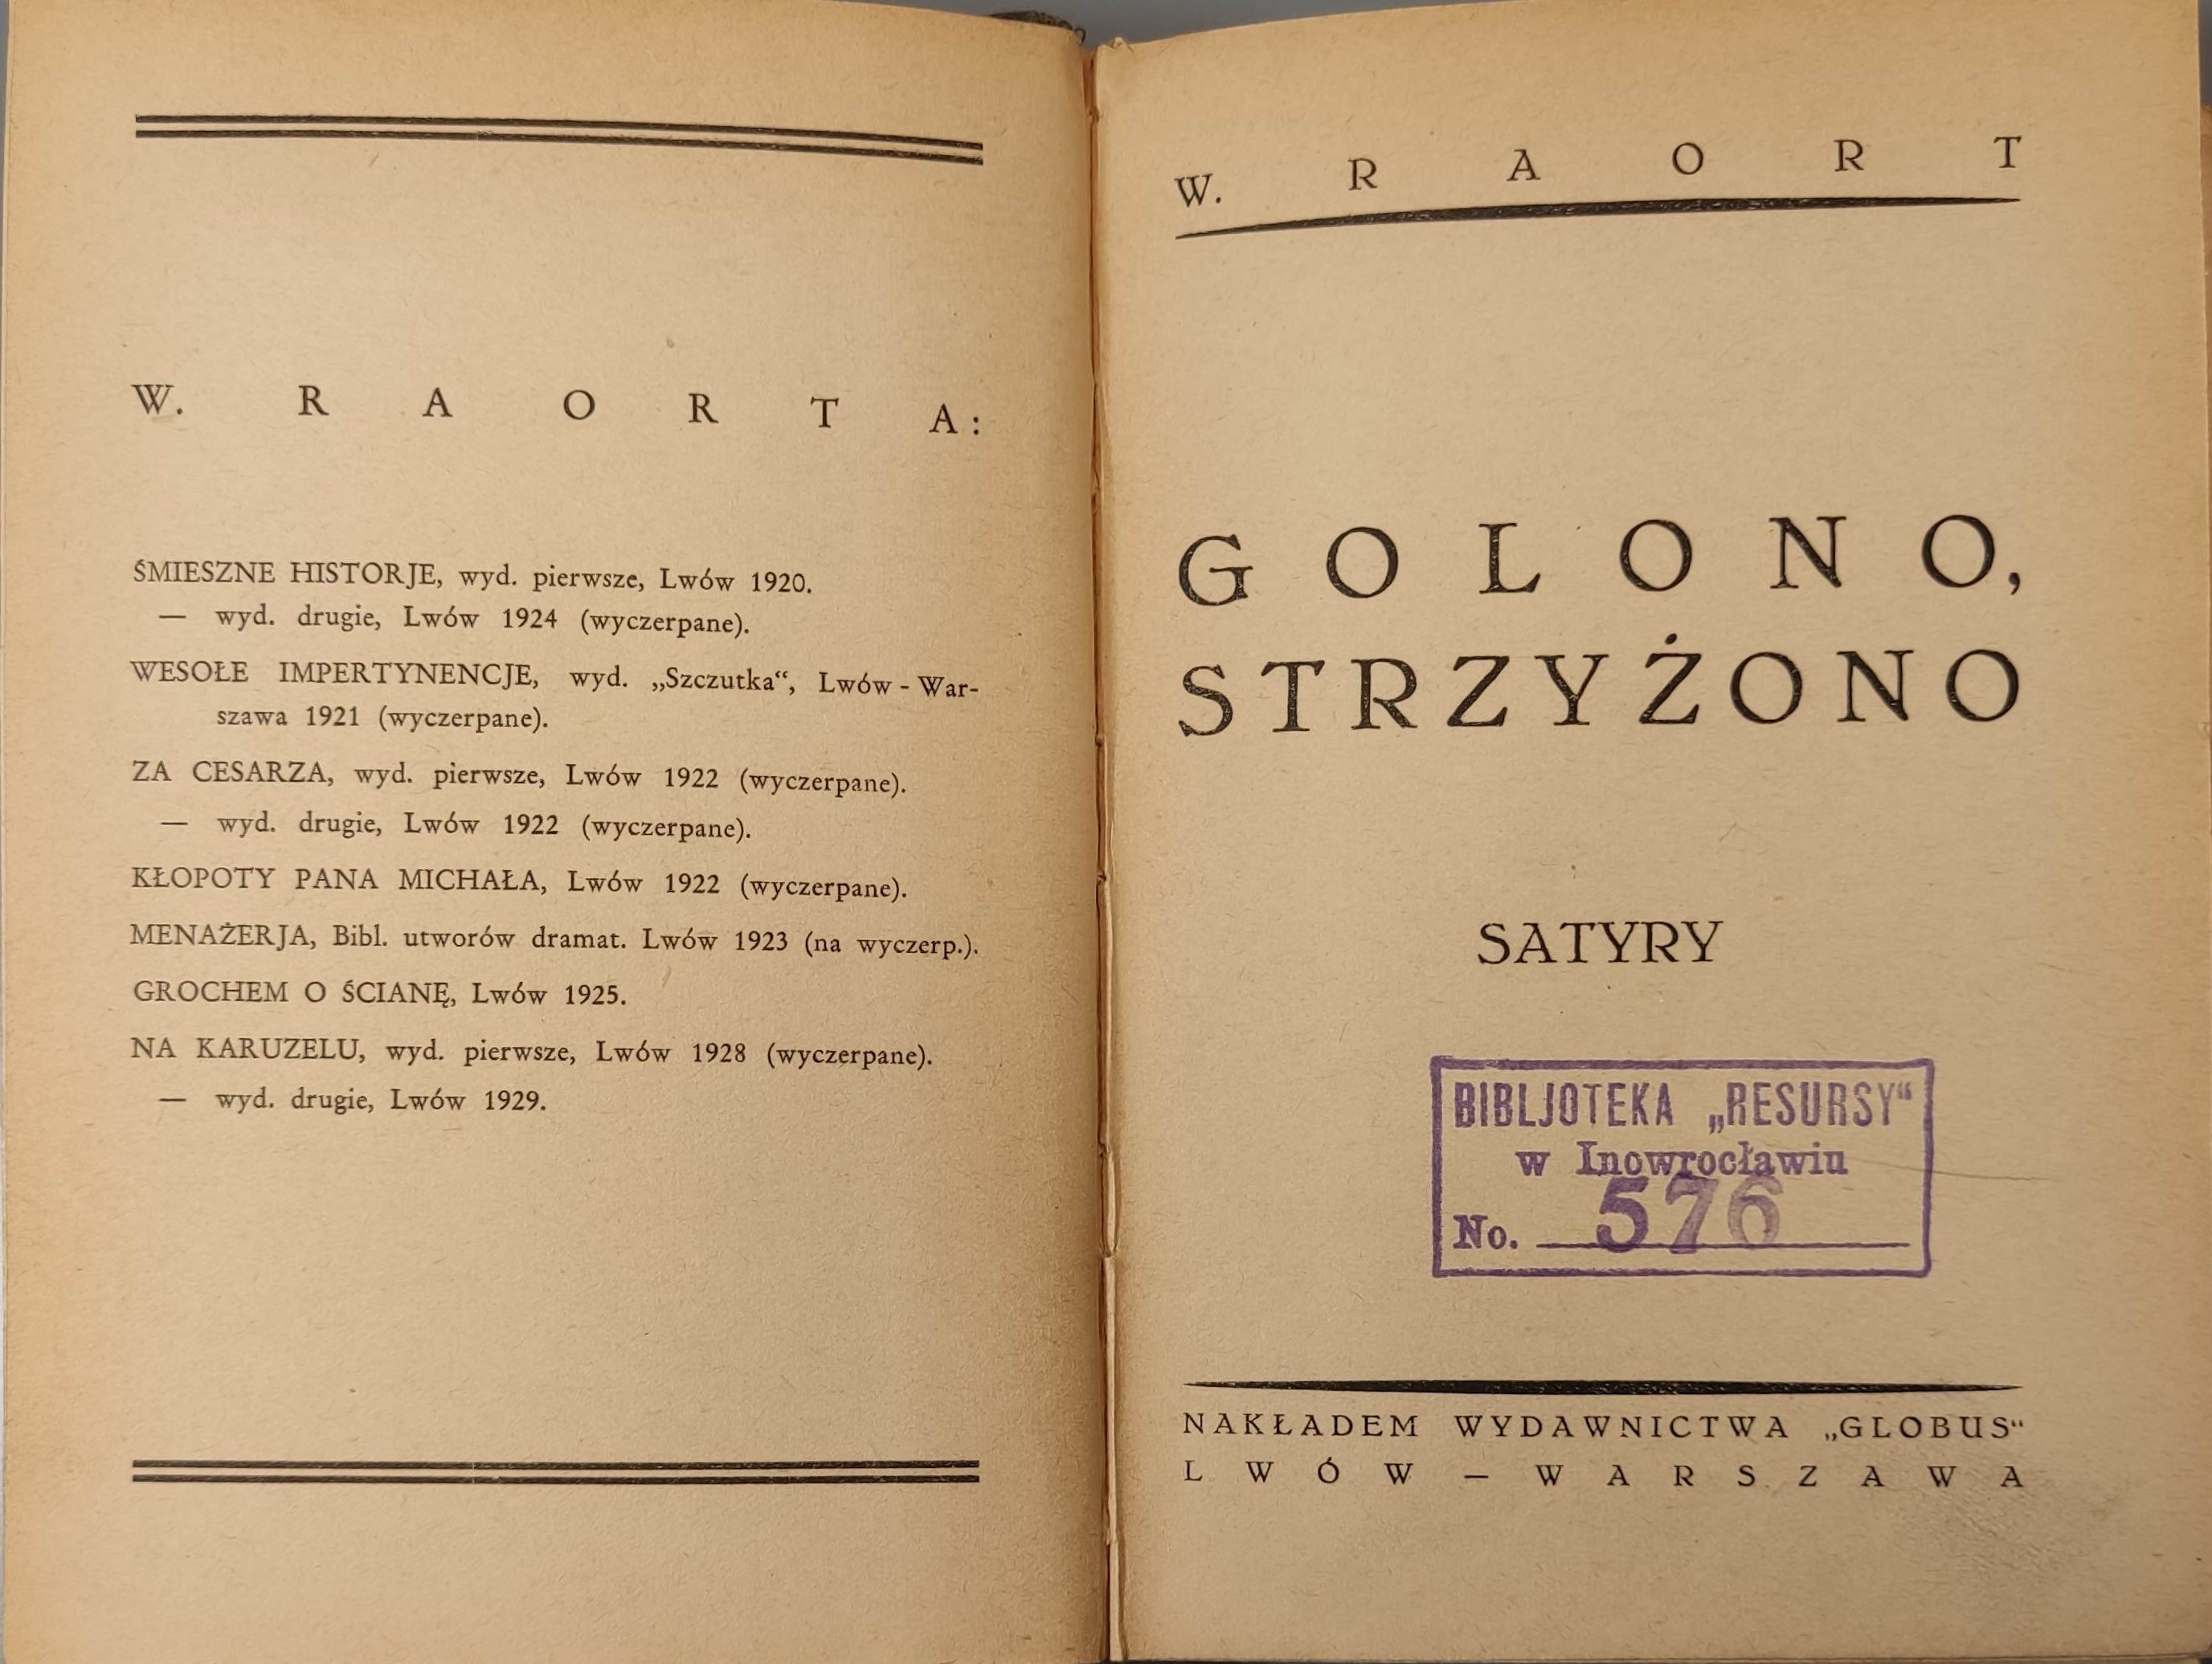 W. RAORTA:
ŚMIESZNE HISTORJE, wyd. pierwsze, Lwów 1920.
— wyd. drugie, Lwów 1924 (wyczerpane).
WESOŁE IMPERTYNENCJE, wyd. „Szczutka“, Lwów - War-
szawa 1921 (wyczerpane).
ZA CESARZA, wyd. pierwsze, Lwów 1922 (wyczerpane).
— wyd. drugie, Lwów 1922 (wyczerpane).
KŁOPOTY PANA MICHAŁA, Lwów 1922 (wyczerpane).
MENAŻERJA, Bibl. utworów dramat. Lwów 1923 (na wyczerp.).
GROCHEM O ŚCIANĘ, Lwów 1925.
NA KARUZELU, wyd. pierwsze, Lwów 1928 (wyczerpane).
— wyd. drugie, Lwów 1929.
W. RAORT
GOLONO,
STRZYŻONO
SATYRY
BIBLJOTEKA „RESURSY“
w Inowrocławiu
No. 576
NAKŁADEM WYDAWNICTWA „GLOBUS“
LWÓW — WARSZAWA